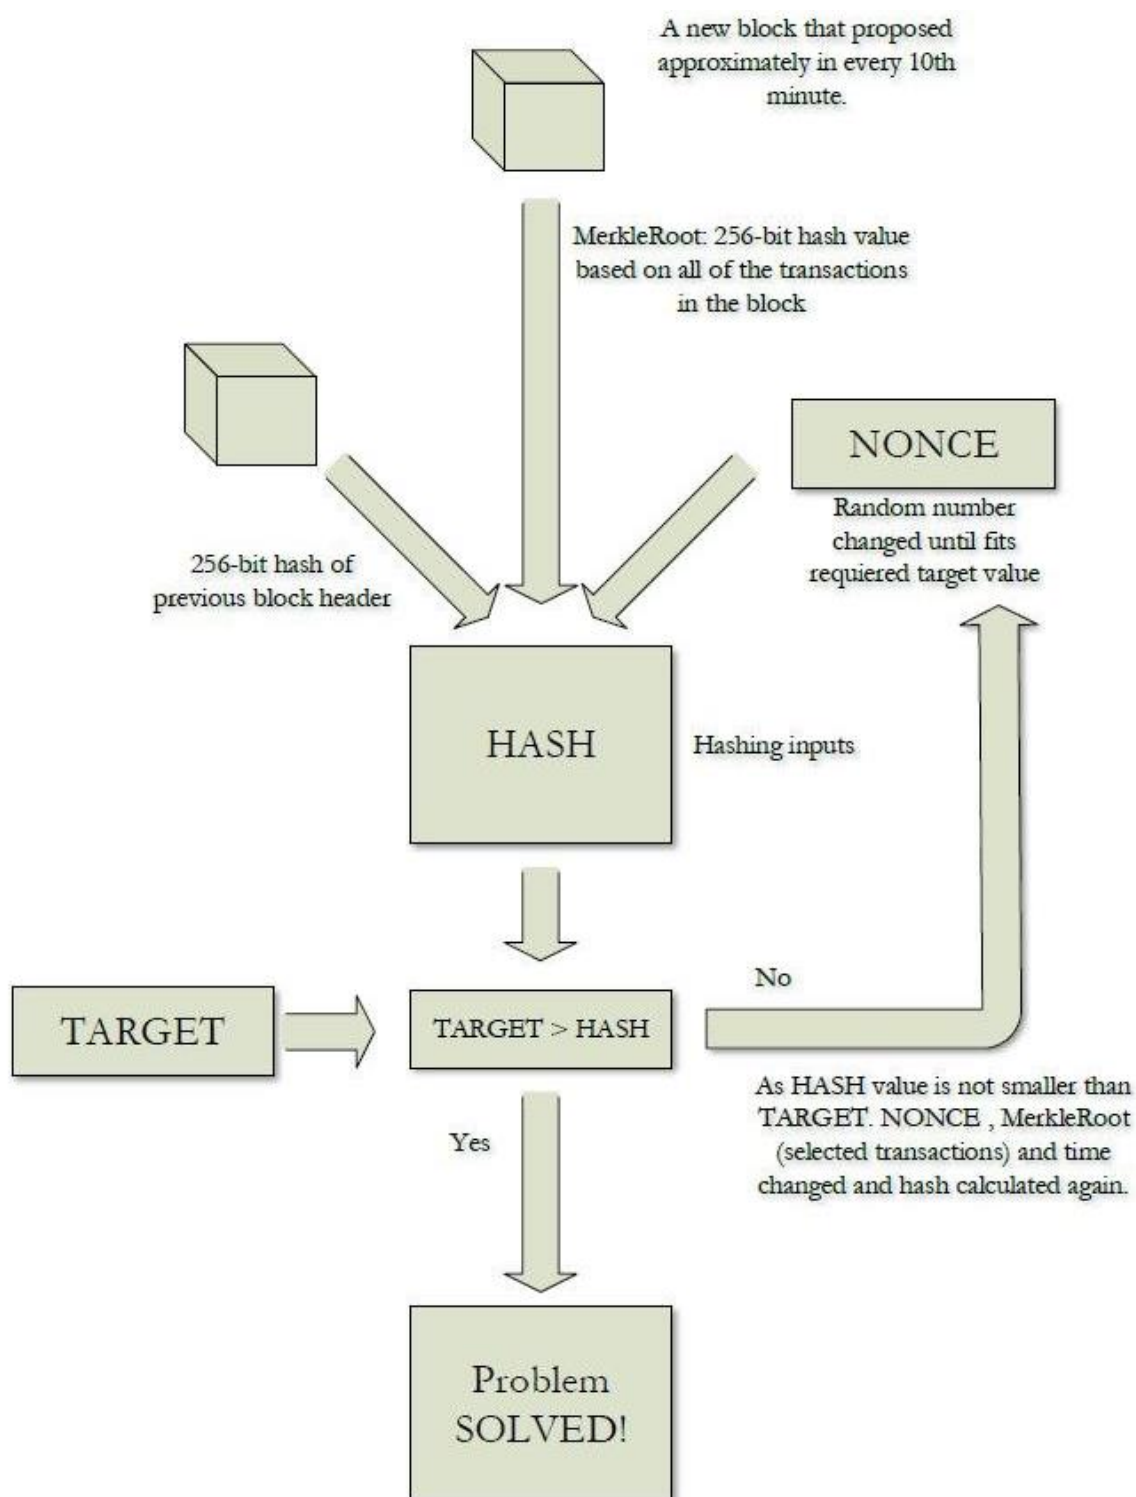 A new block that proposed
approximately in every 10th
minute.
MerkleRoot: 256-bit hash value
based on all of the transactions
in the block
NONCE
Random number
changed until fits
requiered target value
256-bit hash of
previous block header
HASH
Hashing inputs
No
TARGET
TARGET > HASH
As HASH value is not smaller than
TARGET. NONCE , MerkleRoot
(selected transactions) and time
changed and hash calculated again.
Yes
Problem
SOLVED!